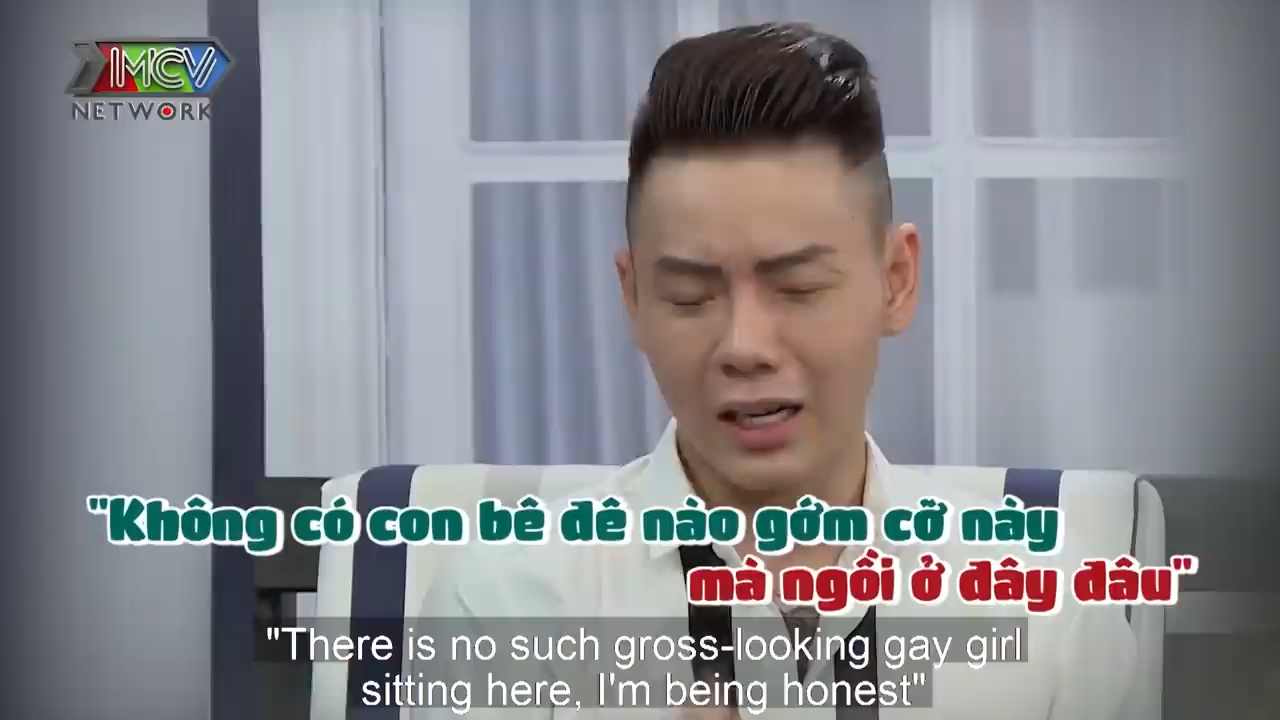 MCV
NETWORK
"Không có con bê đê nào gớm cỡ này
mà ngồi ở đây đâu"
"There is no such gross-looking gay girl
sitting here, I'm being honest"